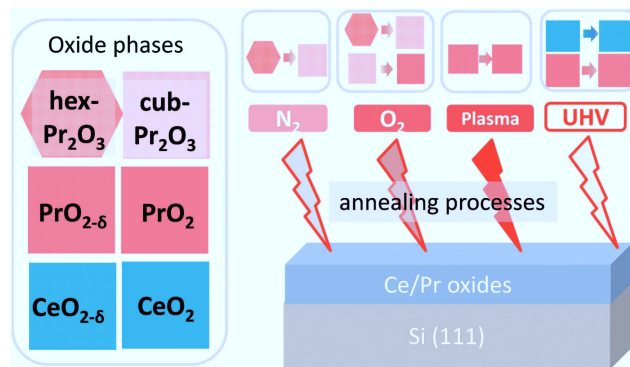 Oxide phases
hex-
Pr₂O₃
cub-
Pr₂O₃
PrO₂₋δ
PrO₂
CeO₂₋δ
CeO₂
N₂
O₂
Plasma
UHV
annealing processes
Ce/Pr oxides
Si (111)